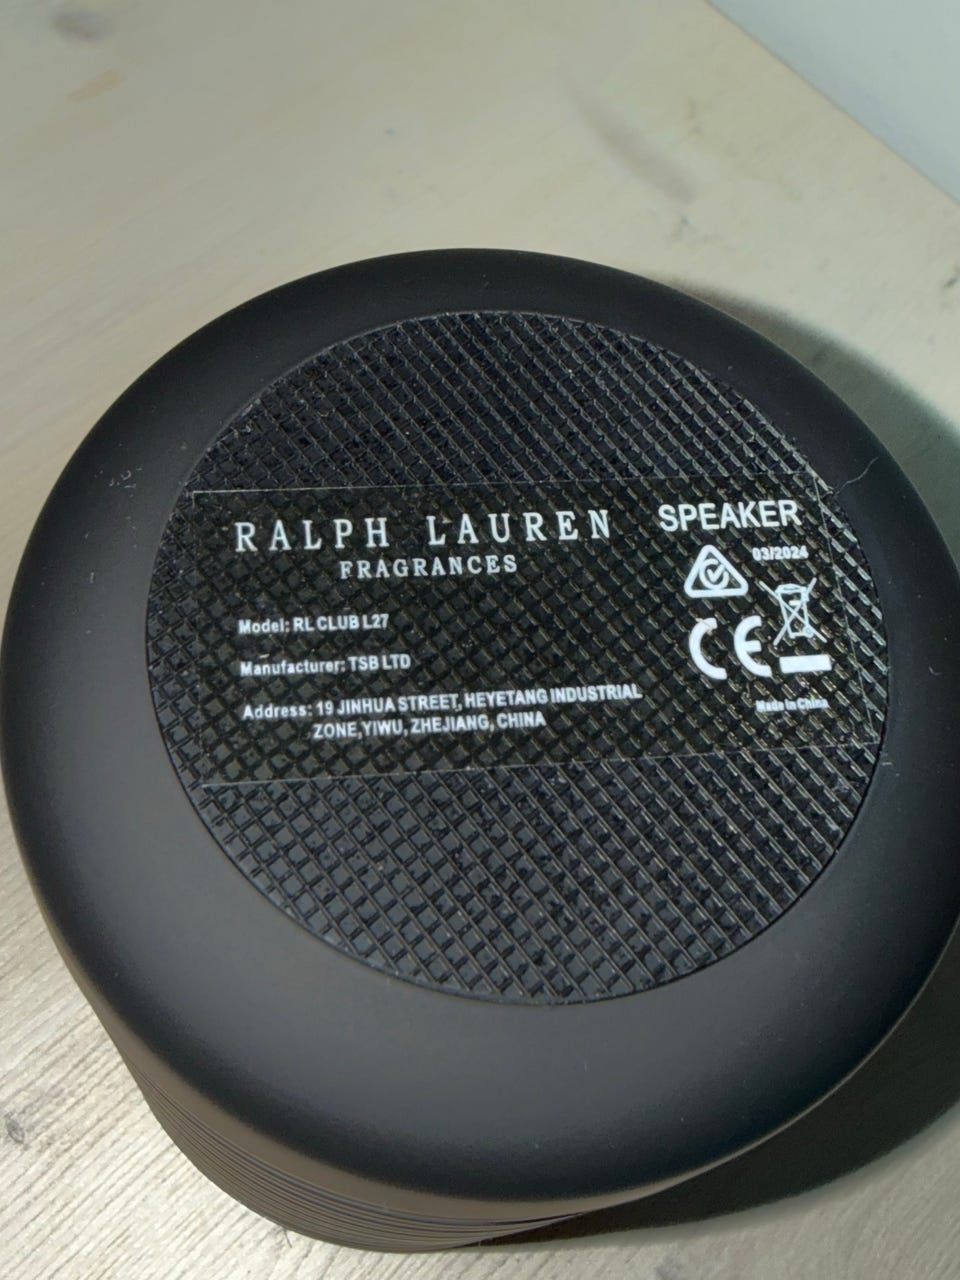 RALPH LAUREN
FRAGRANCES
Model: RL CLUB L27
Manufacturer: TSB LTD
Address: 19 JINHUA STREET, HEYETANG INDUSTRIAL
ZONE,YIWU, ZHEJIANG, CHINA
SPEAKER
03/2024
CE
Made in China